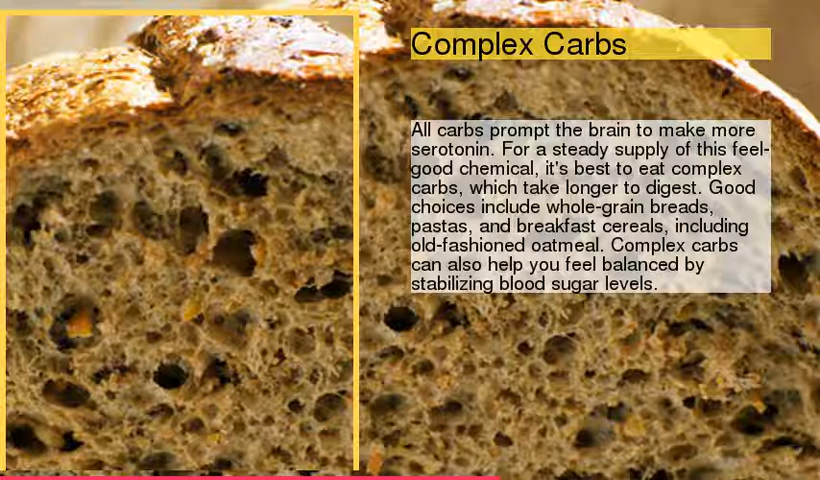 Complex Carbs
All carbs prompt the brain to make more
serotonin. For a steady supply of this feel-
good chemical, it's best to eat complex
carbs, which take longer to digest. Good
choices include whole-grain breads,
pastas, and breakfast cereals, including
old-fashioned oatmeal. Complex carbs
can also help you feel balanced by
stabilizing blood sugar levels.